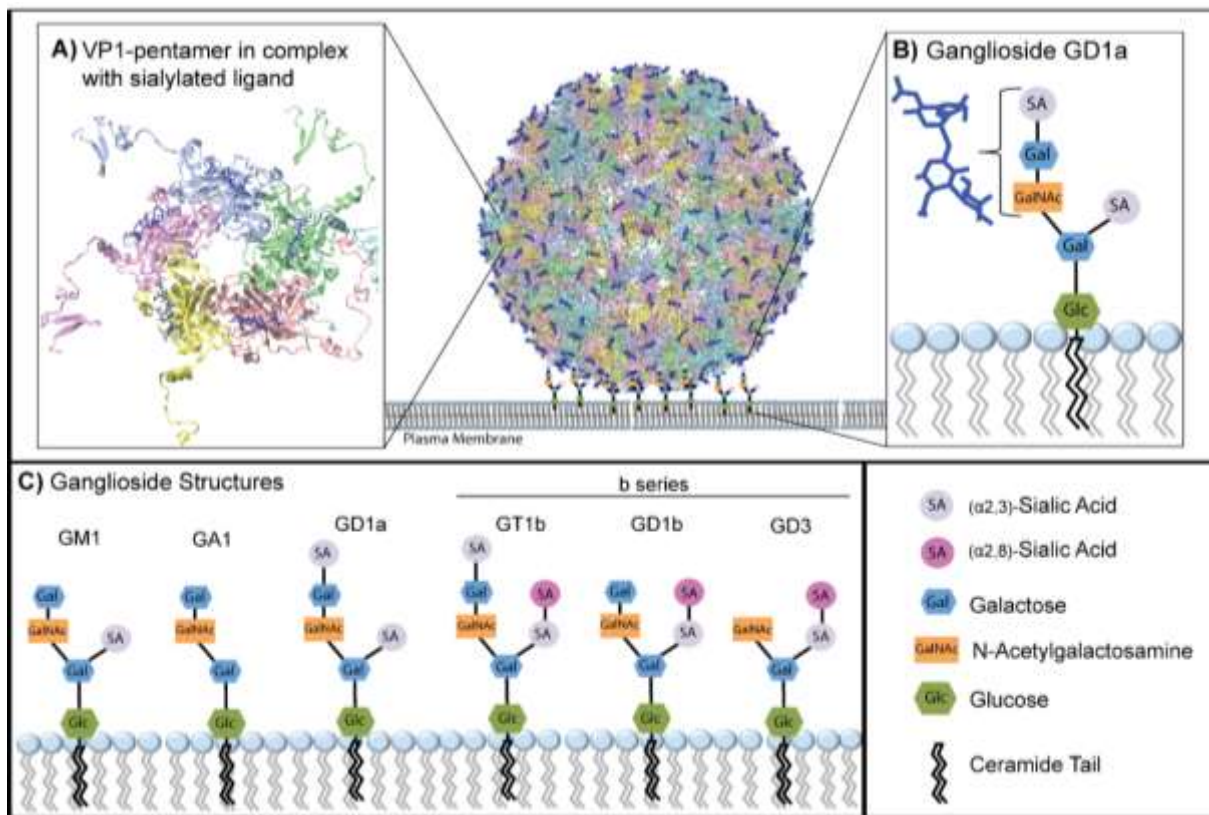 A) VP1-pentamer in complex
with sialylated ligand
Plasma Membrane
B) Ganglioside GD1a
SA
Gal
GalNAc
SA
Gal
Glc
C) Ganglioside Structures
b series
GM1 GA1 GD1a GT1b GD1b GD3
SA SA
Gal Gal Gal Gal SA Gal SA SA
GalNAc SA GalNAc GalNAc SA GalNAc SA GalNAc SA GalNAc SA
Gal Gal Gal Gal Gal Gal
Glc Glc Glc Glc Glc Glc
SA (α2,3)-Sialic Acid
SA (α2,8)-Sialic Acid
Gal Galactose
GalNAc N-Acetylgalactosamine
Glc Glucose
Ceramide Tail